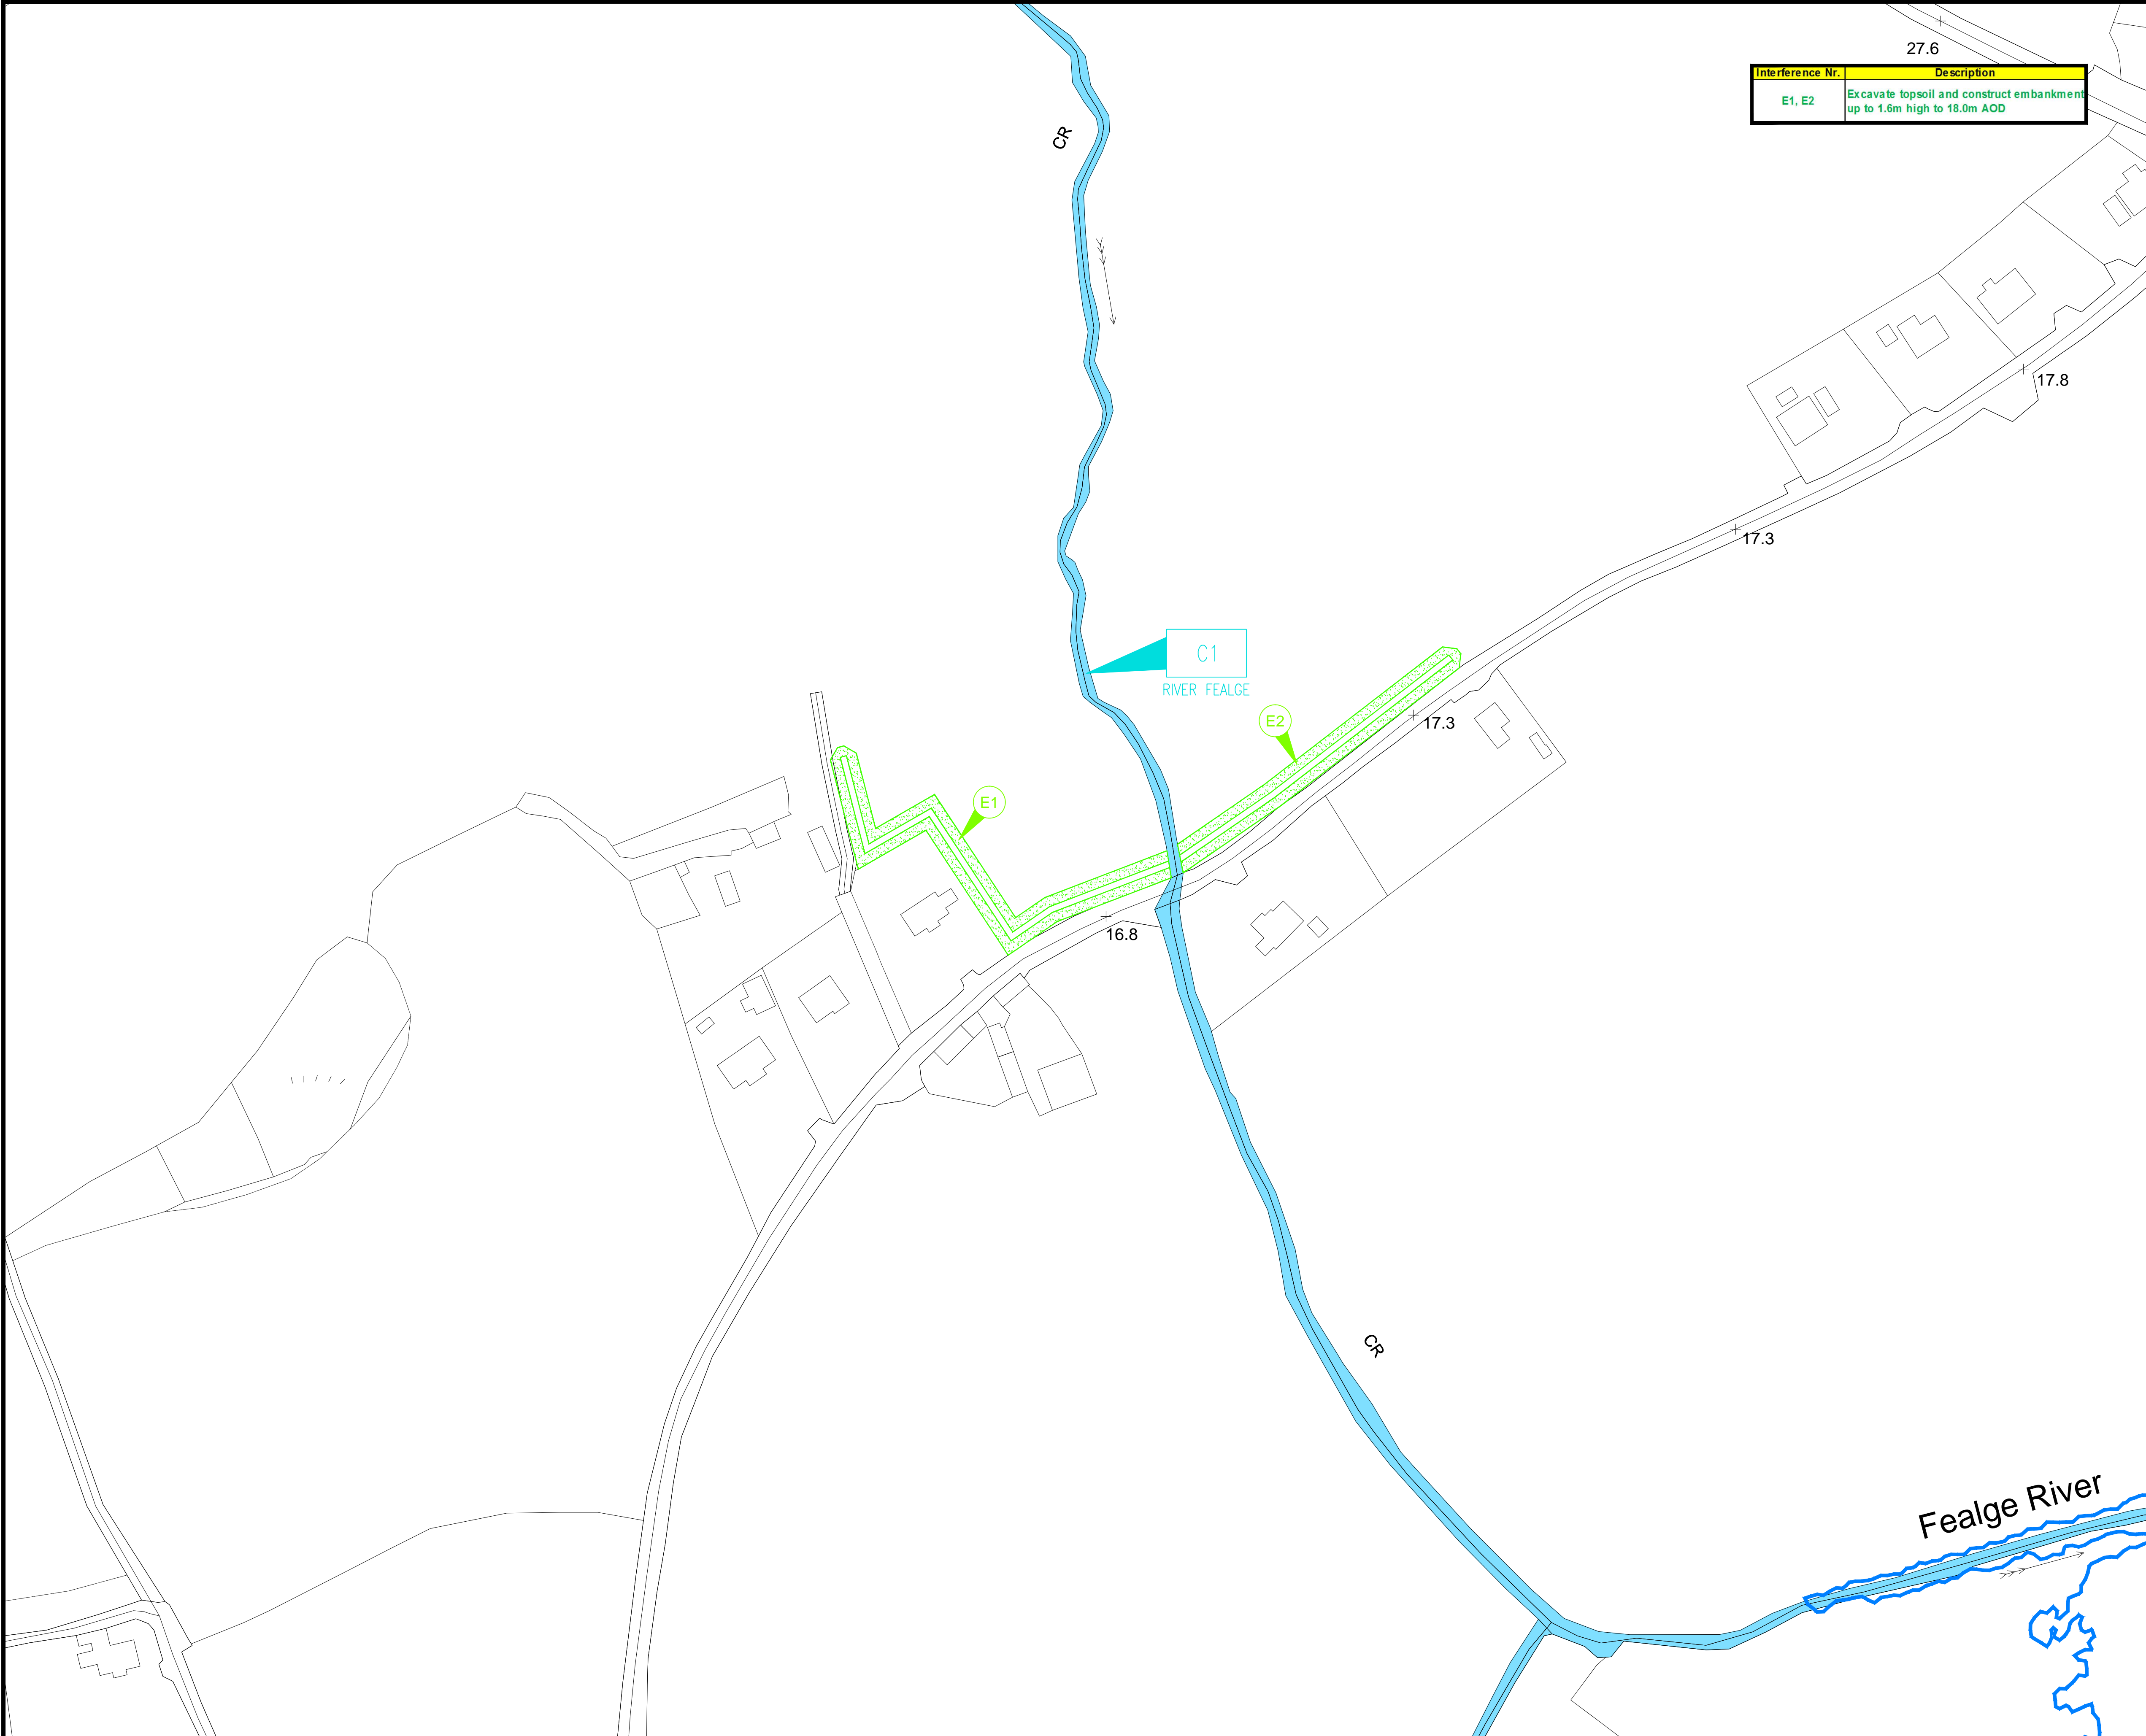 27.6
Interference Nr. Description
E1, E2 Excavate topsoil and construct embankment
up to 1.6m high to 18.0m AOD
CR
17.8
17.3
C1
RIVER FEALGE
E2
17.3
E1
16.8
CR
Fealge River